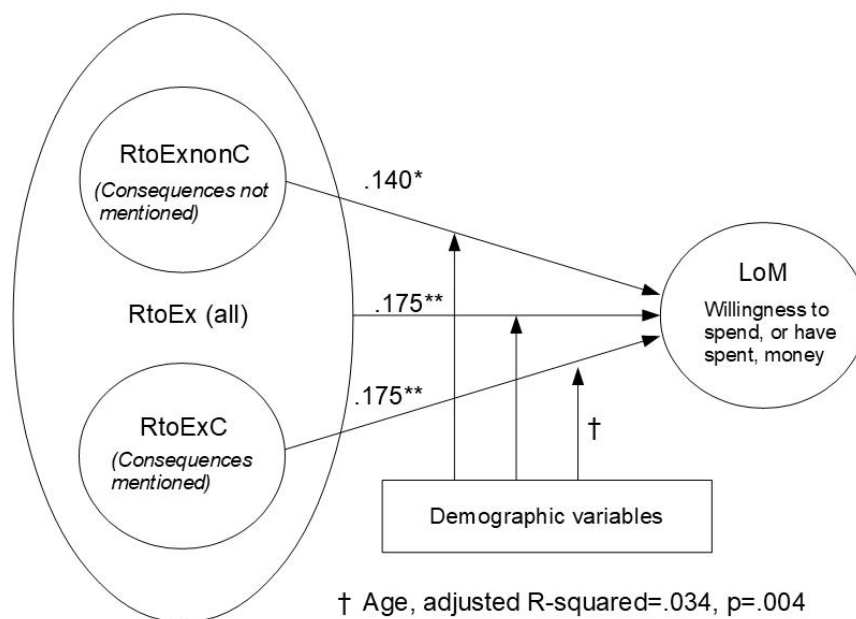 RtoExnonC
(Consequences not
mentioned)
.140*
RtoEx (all)
.175**
LoM
Willingness to
spend, or have
spent, money
.175**
RtoExC
(Consequences
mentioned)
†
Demographic variables
† Age, adjusted R-squared=.034, p=.004